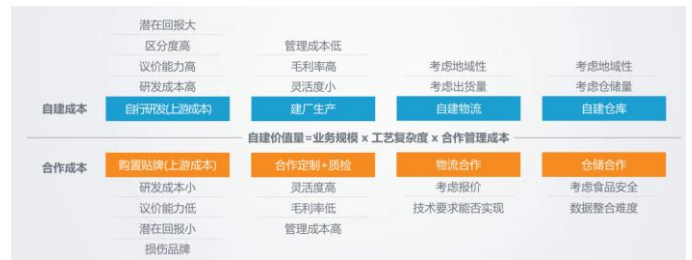 潜在回报大
区分度高 管理成本低
议价能力高 毛利率高 考虑地域性 考虑地域性
研发成本高 灵活度小 考虑出货量 考虑仓储量
自建成本 自行研发(上游成本) 建厂生产 自建物流 自建仓库
自建价值量=业务规模 x 工艺复杂度 x 合作管理成本
合作成本 购置贴牌(上游成本) 合作定制+质检 物流合作 仓储合作
研发成本小 灵活度高 考虑报价 考虑食品安全
议价能力低 毛利率低 技术要求能否实现 数据整合难度
潜在回报小 管理成本高
损伤品牌